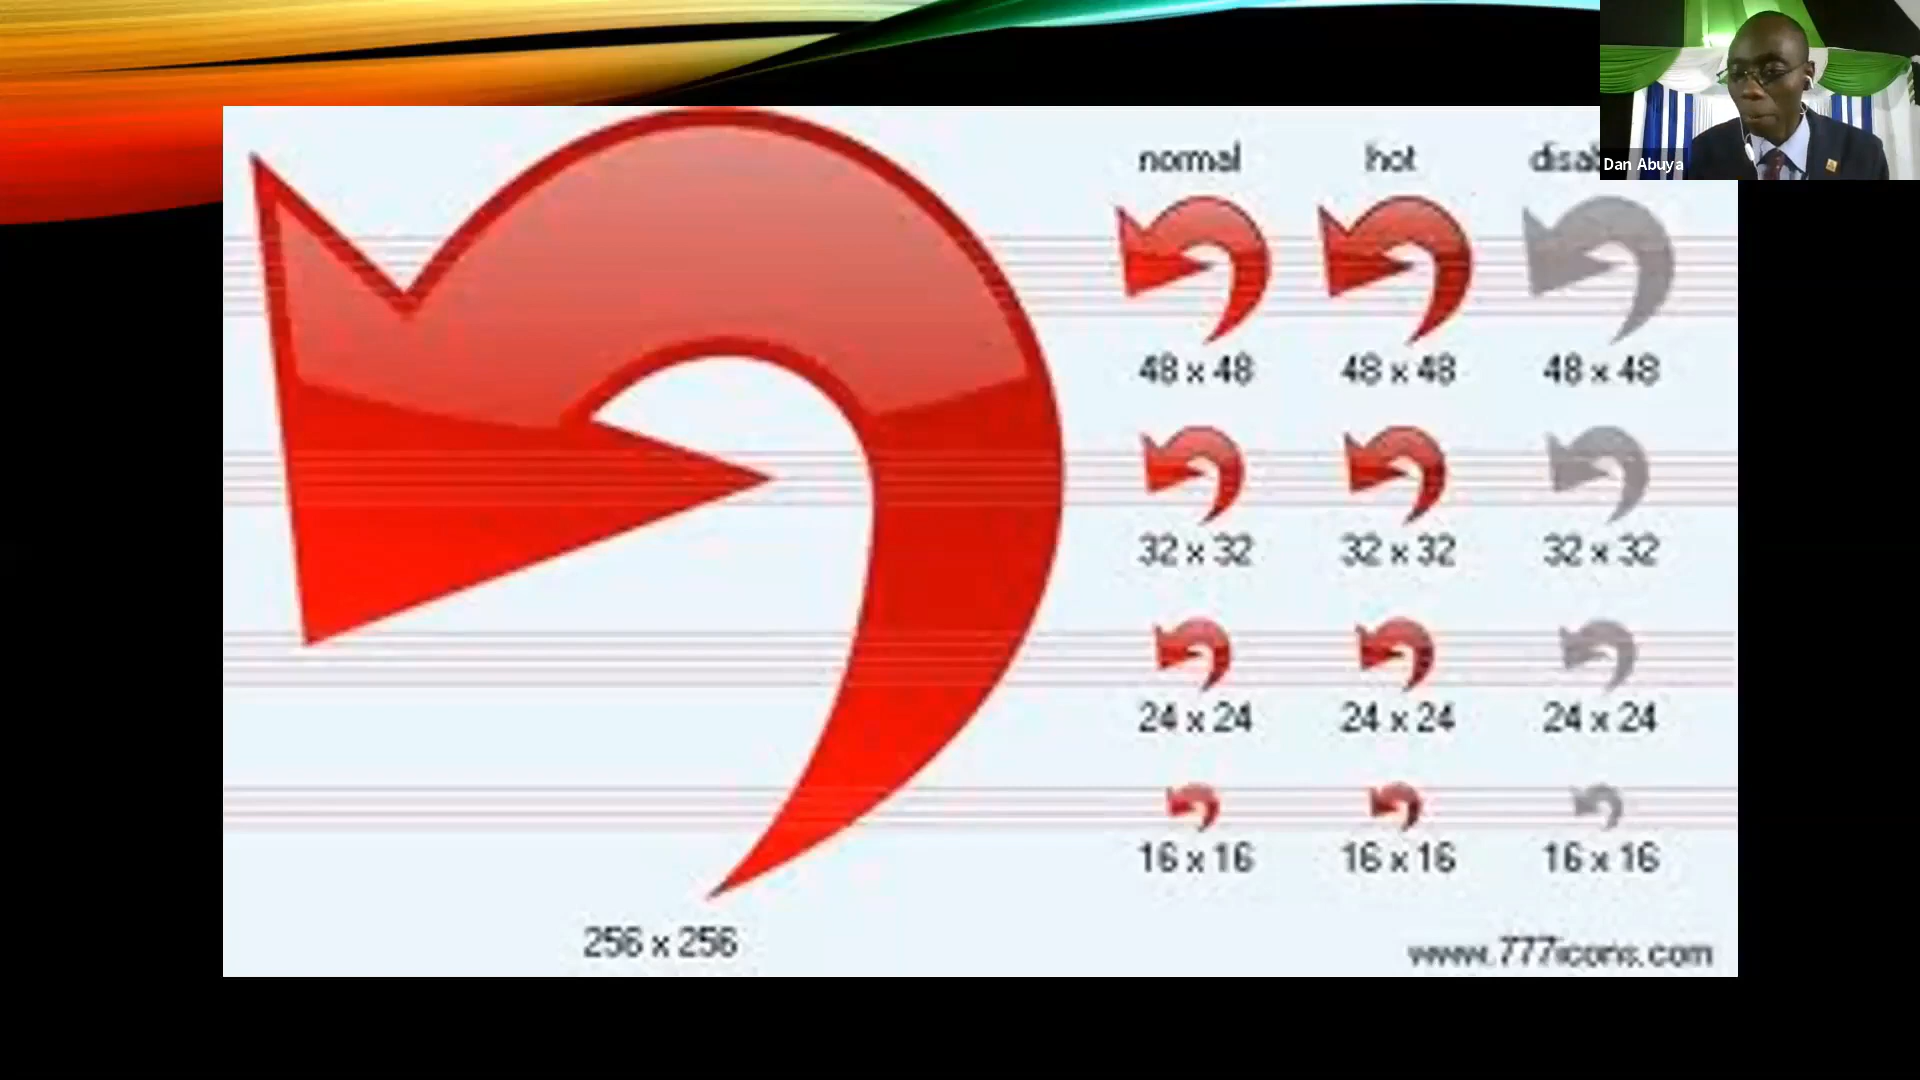 normal hot
48 x 48 48 x 48 48 x 48
32 x 32 32 x 32 32 x 32
24 x 24 24 x 24 24 x 24
16 x 16 16 x 16 16 x 16
256 x 256
www.777icons.com
Dan Abuya